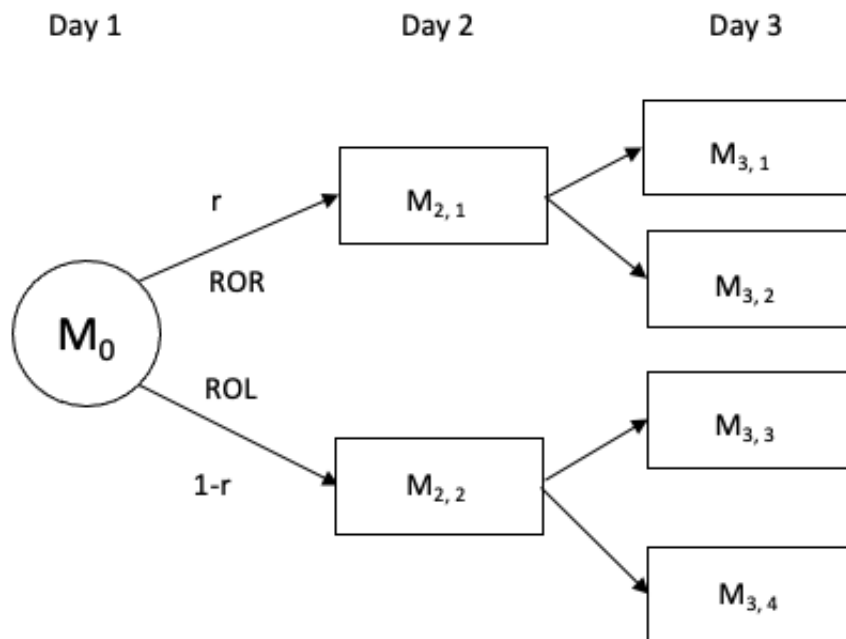 Day 1 Day 2 Day 3
M3, 1
r
M2, 1
ROR
M3, 2
M0
ROL
M3, 3
1-r
M2, 2
M3, 4